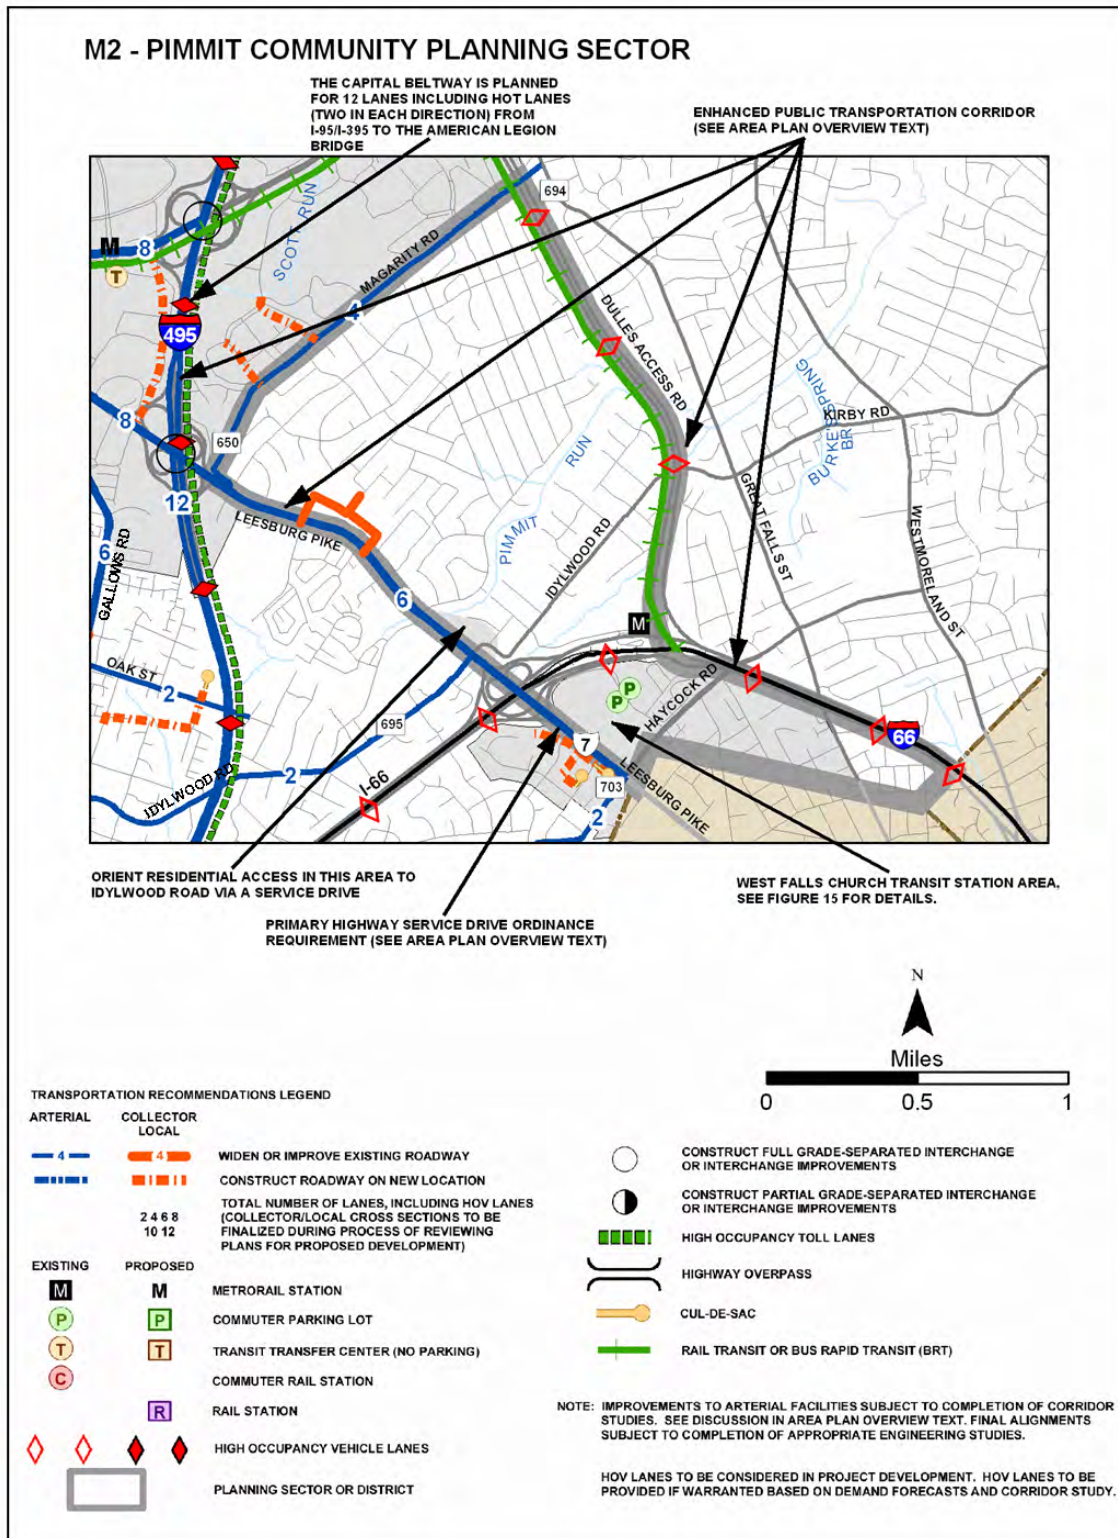 M2 - PIMMIT COMMUNITY PLANNING SECTOR
THE CAPITAL BELTWAY IS PLANNED
FOR 12 LANES INCLUDING HOT LANES
(TWO IN EACH DIRECTION) FROM
I-95/I-395 TO THE AMERICAN LEGION
BRIDGE
ENHANCED PUBLIC TRANSPORTATION CORRIDOR
(SEE AREA PLAN OVERVIEW TEXT)
694
SCOTT RUN
MAGARITY RD
M
8
T
4
495
DULLES ACCESS RD
BURKE'S SPRING
BR
KIRBY RD
8
650
12
LEESBURG PIKE
PIMMIT RUN
IDYLWOOD RD
GREAT FALLS ST
WESTMORELAND ST
GALLOWS RD
6
6
M
OAK ST
2
695
P
P
HAYCOCK RD
66
7
2
I-66
IDYLWOOD RD
703
LEESBURG PIKE
2
ORIENT RESIDENTIAL ACCESS IN THIS AREA TO
IDYLWOOD ROAD VIA A SERVICE DRIVE
WEST FALLS CHURCH TRANSIT STATION AREA,
SEE FIGURE 15 FOR DETAILS.
PRIMARY HIGHWAY SERVICE DRIVE ORDINANCE
REQUIREMENT (SEE AREA PLAN OVERVIEW TEXT)
N
Miles
0 0.5 1
TRANSPORTATION RECOMMENDATIONS LEGEND
ARTERIAL COLLECTOR
LOCAL
4 4 WIDEN OR IMPROVE EXISTING ROADWAY
CONSTRUCT ROADWAY ON NEW LOCATION
TOTAL NUMBER OF LANES, INCLUDING HOV LANES
2 4 6 8 (COLLECTOR/LOCAL CROSS SECTIONS TO BE
10 12 FINALIZED DURING PROCESS OF REVIEWING
PLANS FOR PROPOSED DEVELOPMENT)
EXISTING PROPOSED
M M METRORAIL STATION
P P COMMUTER PARKING LOT
T T TRANSIT TRANSFER CENTER (NO PARKING)
C COMMUTER RAIL STATION
R RAIL STATION
HIGH OCCUPANCY VEHICLE LANES
PLANNING SECTOR OR DISTRICT
CONSTRUCT FULL GRADE-SEPARATED INTERCHANGE
OR INTERCHANGE IMPROVEMENTS
CONSTRUCT PARTIAL GRADE-SEPARATED INTERCHANGE
OR INTERCHANGE IMPROVEMENTS
HIGH OCCUPANCY TOLL LANES
HIGHWAY OVERPASS
CUL-DE-SAC
RAIL TRANSIT OR BUS RAPID TRANSIT (BRT)
NOTE: IMPROVEMENTS TO ARTERIAL FACILITIES SUBJECT TO COMPLETION OF CORRIDOR
STUDIES. SEE DISCUSSION IN AREA PLAN OVERVIEW TEXT. FINAL ALIGNMENTS
SUBJECT TO COMPLETION OF APPROPRIATE ENGINEERING STUDIES.
HOV LANES TO BE CONSIDERED IN PROJECT DEVELOPMENT. HOV LANES TO BE
PROVIDED IF WARRANTED BASED ON DEMAND FORECASTS AND CORRIDOR STUDY.